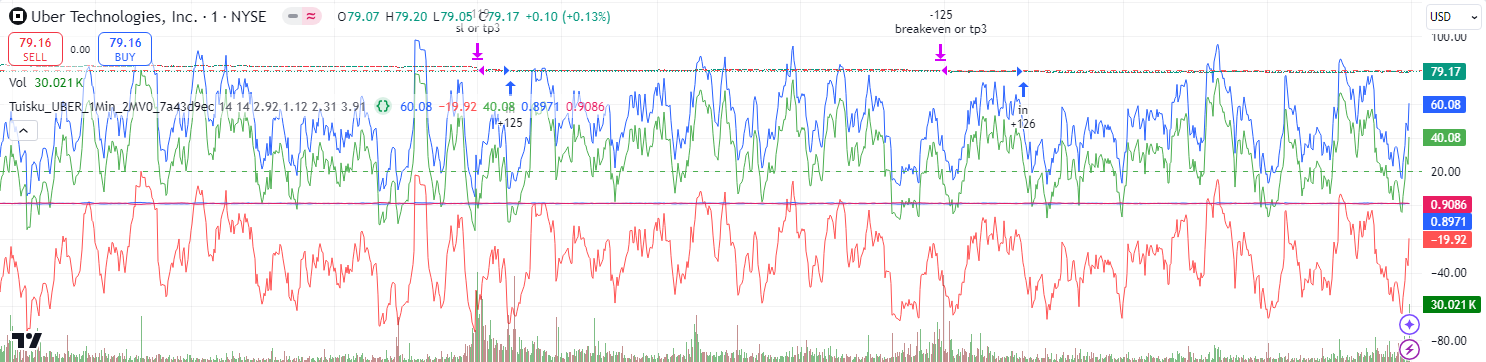 Uber Technologies, Inc. · 1 · NYSE O79.07 H79.20 L79.05 C79.17 +0.10 (+0.13%)
-125
breakeven or tp3
sl or tp3
USD
100.00
79.16
SELL
0.00
79.16
BUY
79.17
Vol 30.021 K
Tuisku_UBER_1Min_2MV0_7a43d9ec 14 14 2.92 1.12 2.31 3.91 60.08 −19.92 40.08 0.8971 0.9086
60.08
in
+125
+126
40.08
20.00
0.9086
0.8971
−19.92
−40.00
30.021 K
−80.00